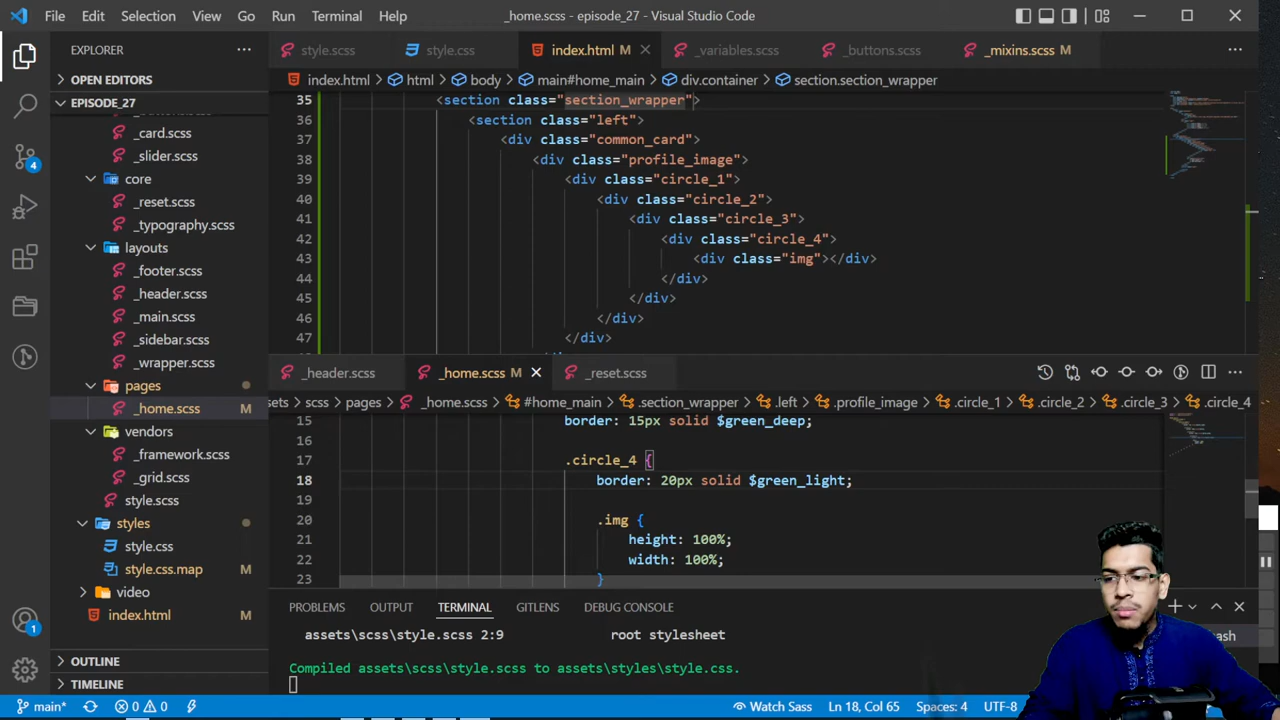 File Edit Selection View Go Run Terminal Help
_home.scss - episode_27 - Visual Studio Code
EXPLORER
OPEN EDITORS
EPISODE_27
_card.scss
_slider.scss
core
_reset.scss
_typography.scss
layouts
_footer.scss
_header.scss
_main.scss
_sidebar.scss
_wrapper.scss
pages
_home.scss M
vendors
_framework.scss
_grid.scss
style.scss
styles
style.css
style.css.map M
video
index.html
OUTLINE
TIMELINE
style.scss style.css index.html M _variables.scss _buttons.scss _mixins.scss M
index.html > html > body > main#home_main > div.container > section.section_wrapper
35 <section class="section_wrapper">
36 <section class="left">
37 <div class="common_card">
38 <div class="profile_image">
39 <div class="circle_1">
40 <div class="circle_2">
41 <div class="circle_3">
42 <div class="circle_4">
43 <div class="img"></div>
44 </div>
45 </div>
46 </div>
47 </div>
_header.scss _home.scss M _reset.scss
ssets > scss > pages > _home.scss > #home_main > .section_wrapper > .left > .profile_image > .circle_1 > .circle_2 > .circle_3 > .circle_4
15 border: 15px solid $green_deep;
16
17 .circle_4 {
18 border: 20px solid $green_light;
19
20 .img {
21 height: 100%;
22 width: 100%;
23 }
PROBLEMS OUTPUT TERMINAL GITLENS DEBUG CONSOLE
assets\scss\style.scss 2:9 root stylesheet
Compiled assets\scss\style.scss to assets\styles\style.css.
main* 0 0 Watch Sass Ln 18, Col 65 Spaces: 4 UTF-8